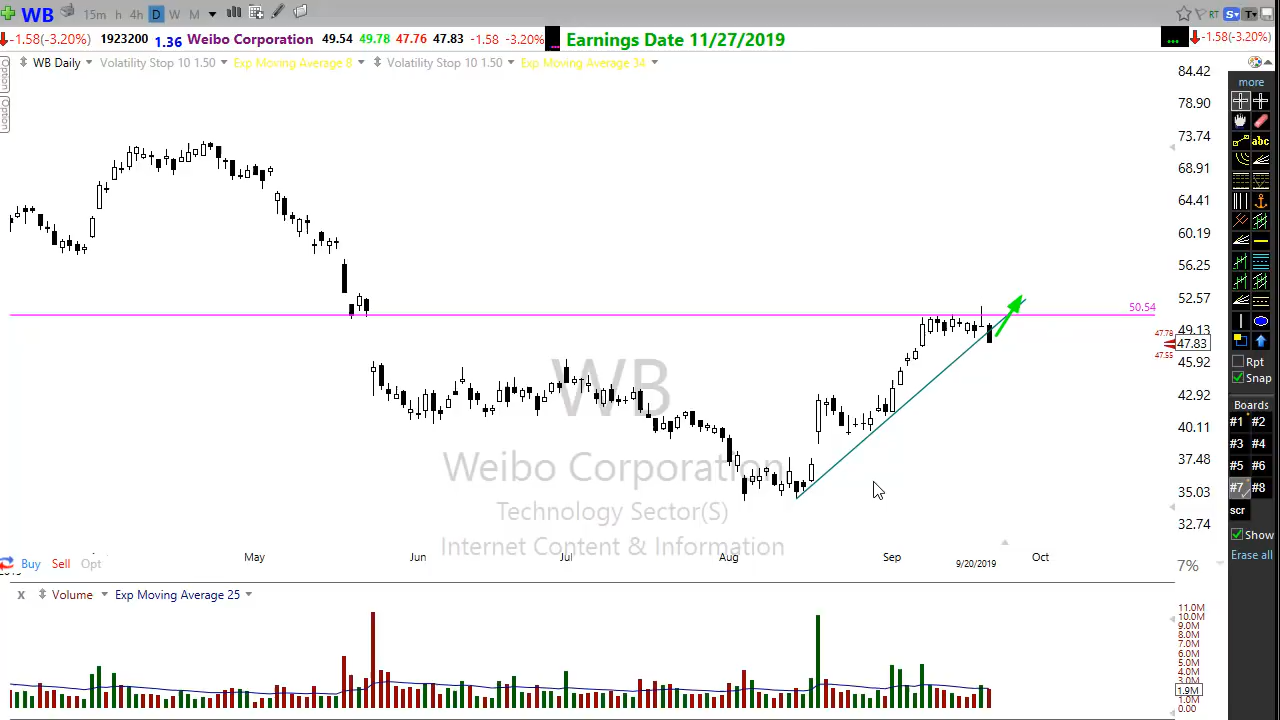 WB 15m h 4h D W M RT S T
-1.58(-3.20%) 1923200 1.36 Weibo Corporation 49.54 49.78 47.76 47.83 -1.58 -3.20% ... Earnings Date 11/27/2019 ... -1.58(-3.20%)
WB Daily Volatility Stop 10 1.50 Exp Moving Average 8 Volatility Stop 10 1.50 Exp Moving Average 34
Option
Option
84.42
78.90
73.74
68.91
64.41
60.19
56.25
52.57
50.54
49.13
47.78
47.83
47.55
45.92
42.92
40.11
37.48
35.03
32.74
WB
Weibo Corporation
Technology Sector(S)
Internet Content & Information
May Jun Jul Aug Sep 9/20/2019 Oct
Buy Sell Opt
7%
x Volume Exp Moving Average 25
11.0M
10.0M
9.0M
8.0M
7.0M
6.0M
5.0M
4.0M
3.0M
1.9M
1.0M
0.00
more
abc
Rpt
Snap
Boards
#1 #2
#3 #4
#5 #6
#7 #8
scr
Show
Erase all